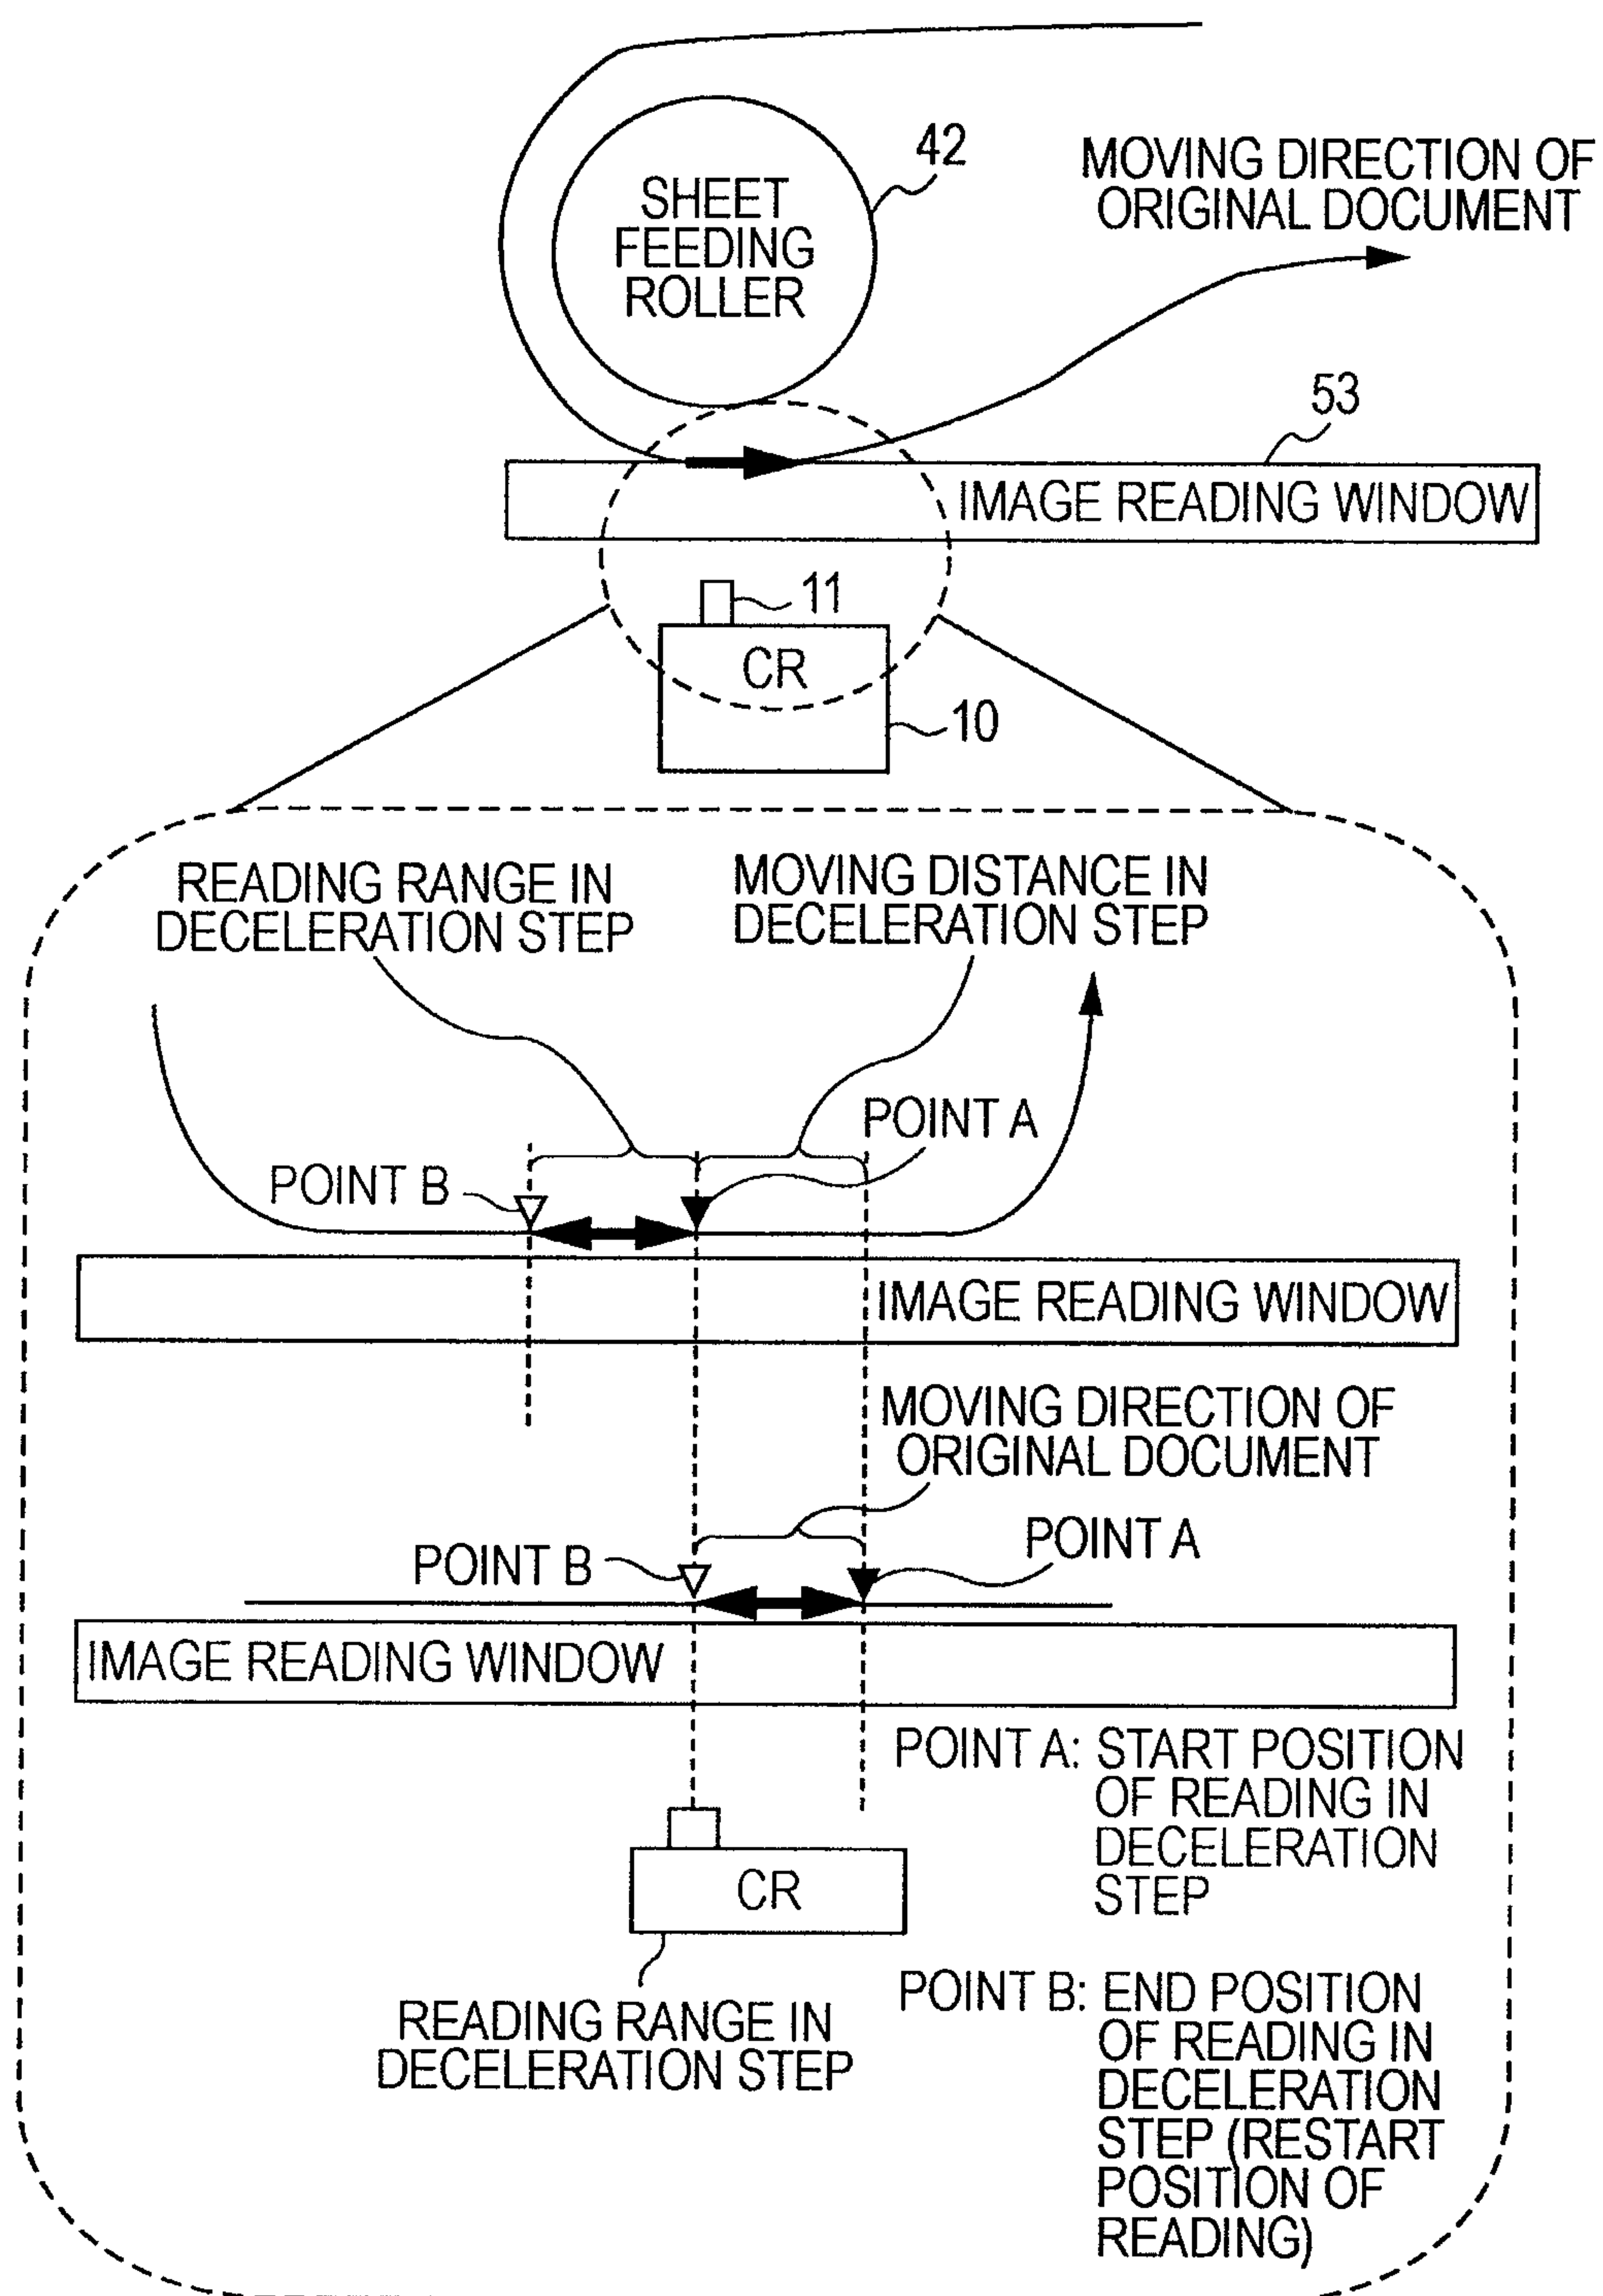 42
SHEET
FEEDING
ROLLER
MOVING DIRECTION OF
ORIGINAL DOCUMENT
53
IMAGE READING WINDOW
11
CR
10
READING RANGE IN
DECELERATION STEP
MOVING DISTANCE IN
DECELERATION STEP
POINT A
POINT B
IMAGE READING WINDOW
MOVING DIRECTION OF
ORIGINAL DOCUMENT
POINT B
POINT A
IMAGE READING WINDOW
POINT A: START POSITION
OF READING IN
DECELERATION
STEP
CR
READING RANGE IN
DECELERATION STEP
POINT B: END POSITION
OF READING IN
DECELERATION
STEP (RESTART
POSITION OF
READING)